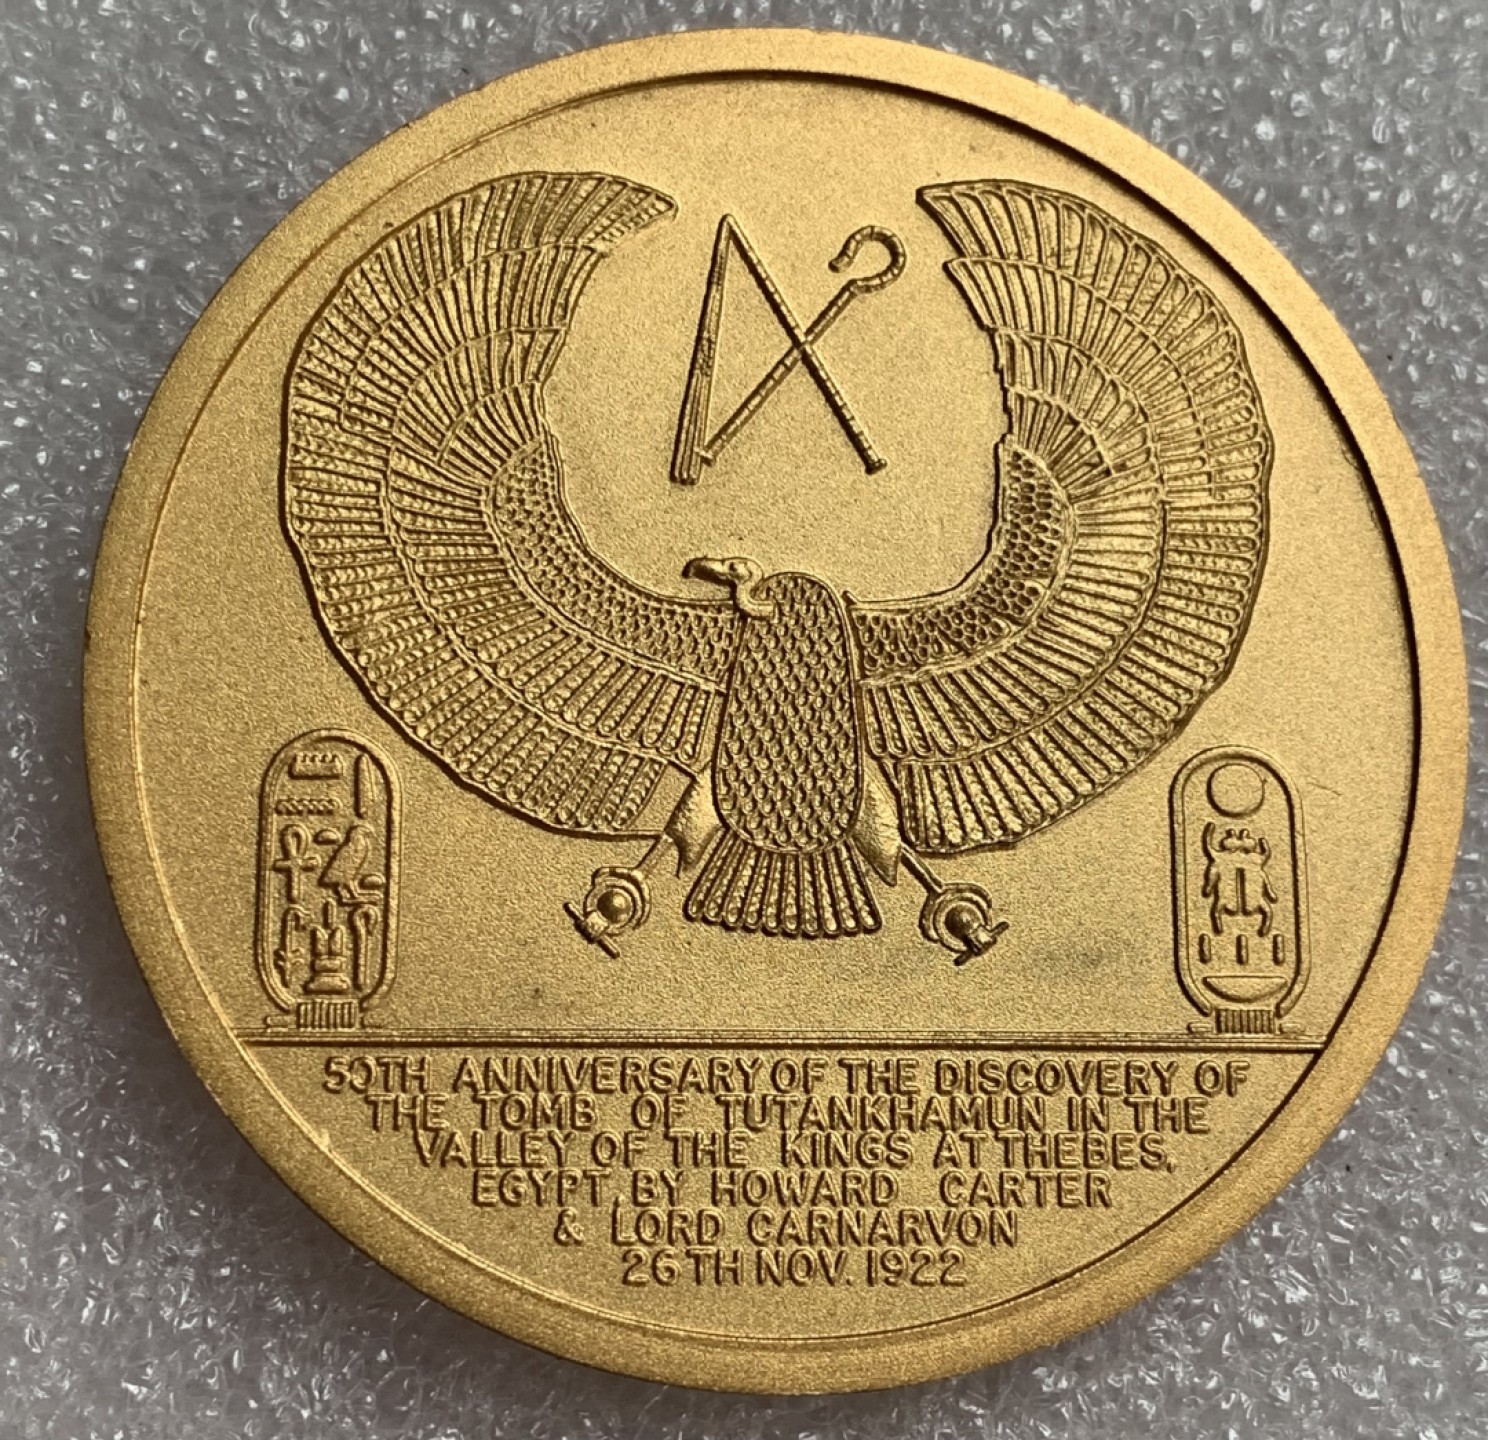 50TH ANNIVERSARY OF THE DISCOVERY OF
THE TOMB OF TUTANKHAMUN IN THE
VALLEY OF THE KINGS AT THEBES,
EGYPT, BY HOWARD CARTER
& LORD CARNARVON
26TH NOV. 1922